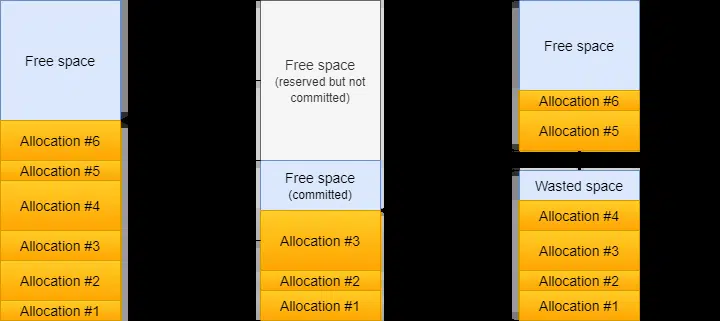 Free space
Allocation #6
Allocation #5
Allocation #4
Allocation #3
Allocation #2
Allocation #1
Free space
(reserved but not
committed)
Free space
(committed)
Allocation #3
Allocation #2
Allocation #1
Free space
Allocation #6
Allocation #5
Wasted space
Allocation #4
Allocation #3
Allocation #2
Allocation #1